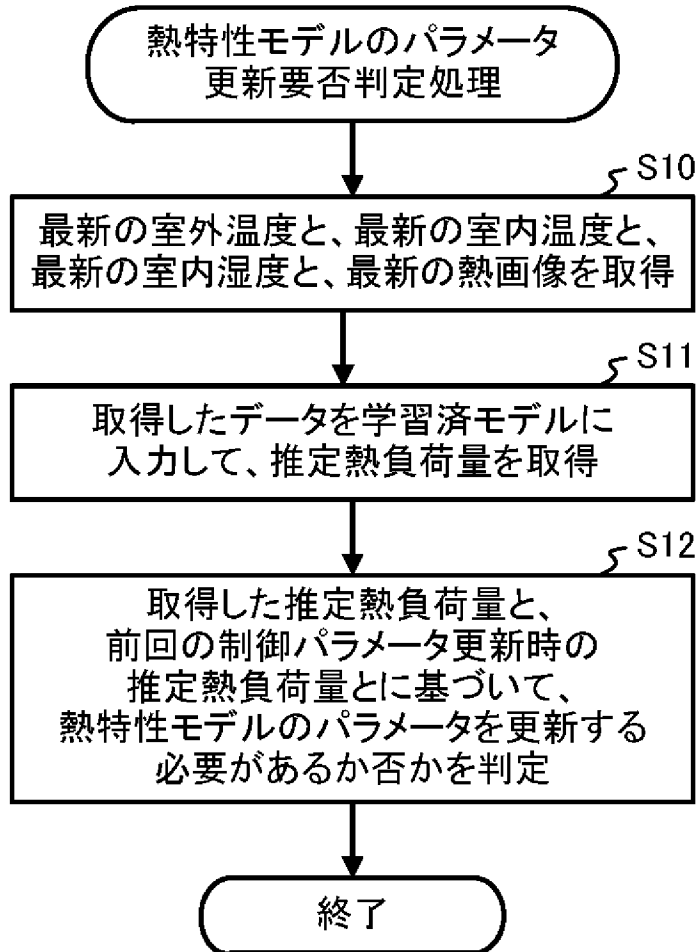 熱特性モデルのパラメータ
更新要否判定処理
S10
最新の室外温度と、最新の室内温度と、
最新の室内湿度と、最新の熱画像を取得
S11
取得したデータを学習済モデルに
入力して、推定熱負荷量を取得
S12
取得した推定熱負荷量と、
前回の制御パラメータ更新時の
推定熱負荷量とに基づいて、
熱特性モデルのパラメータを更新する
必要があるか否かを判定
終了